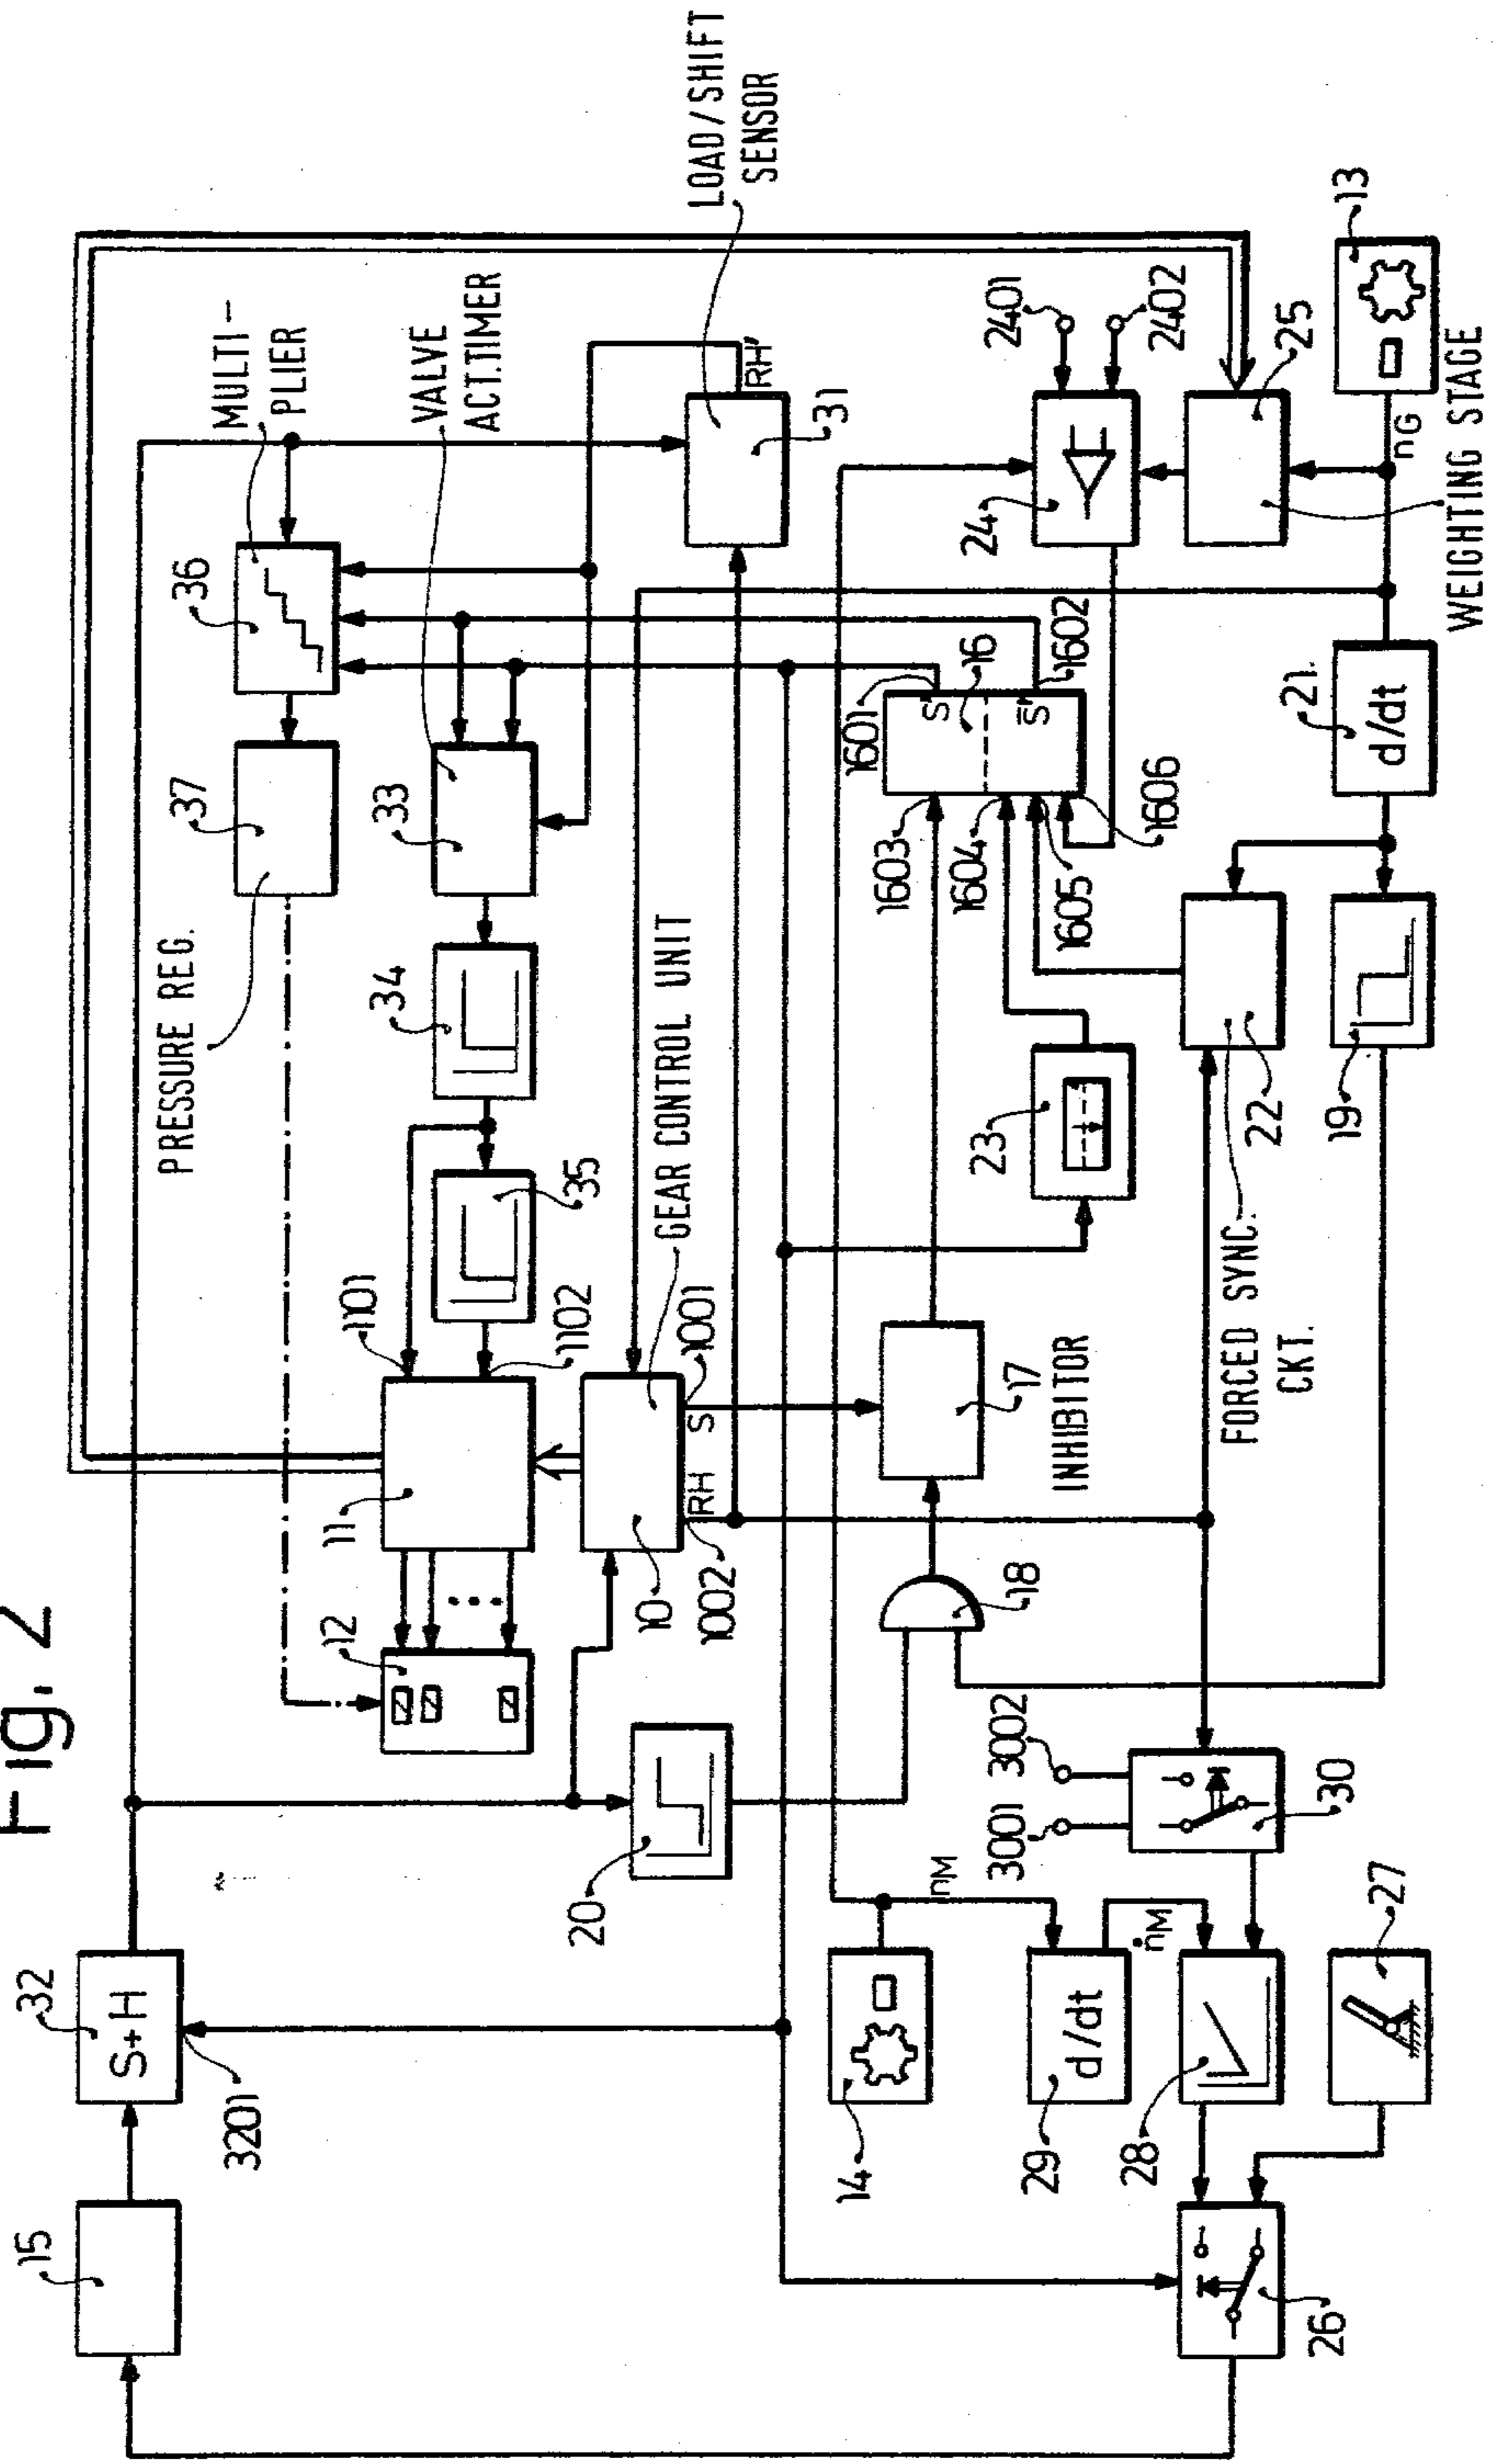 Fig. 2
15
32
S+H
3201
PRESSURE REG.
37
36
MULTI-
PLIER
12
11
1101
1102
35
34
33
VALVE
ACT.TIMER
20
10
1002
RH
S
1001
GEAR CONTROL UNIT
31
RH'
LOAD/SHIFT
SENSOR
14
nM
18
17
INHIBITOR
23
1603
1604
1605
1606
1601
S'
S̄'
16
1602
24
2401
2402
29
d/dt
ṅM
28
3001
3002
30
26
27
FORCED SYNC.
CKT.
22
19
21
d/dt
25
nG
13
WEIGHTING STAGE